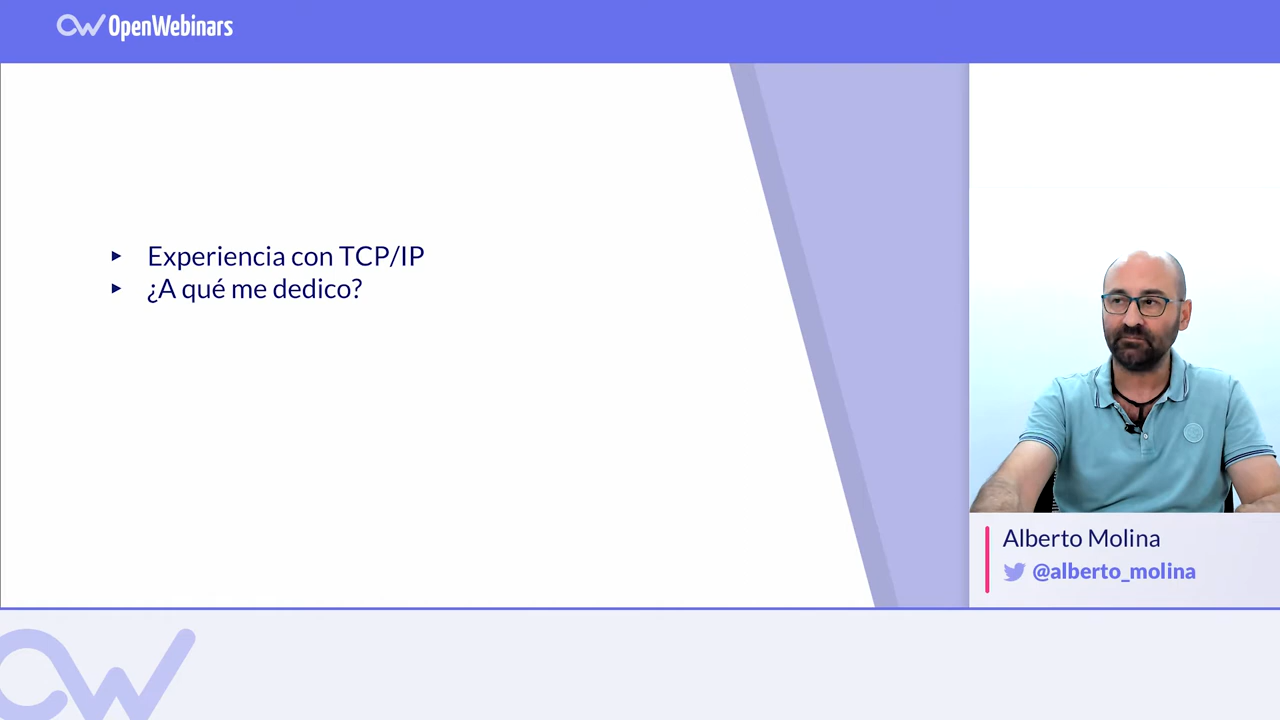 OpenWebinars
Experiencia con TCP/IP
¿A qué me dedico?
Alberto Molina
@alberto_molina